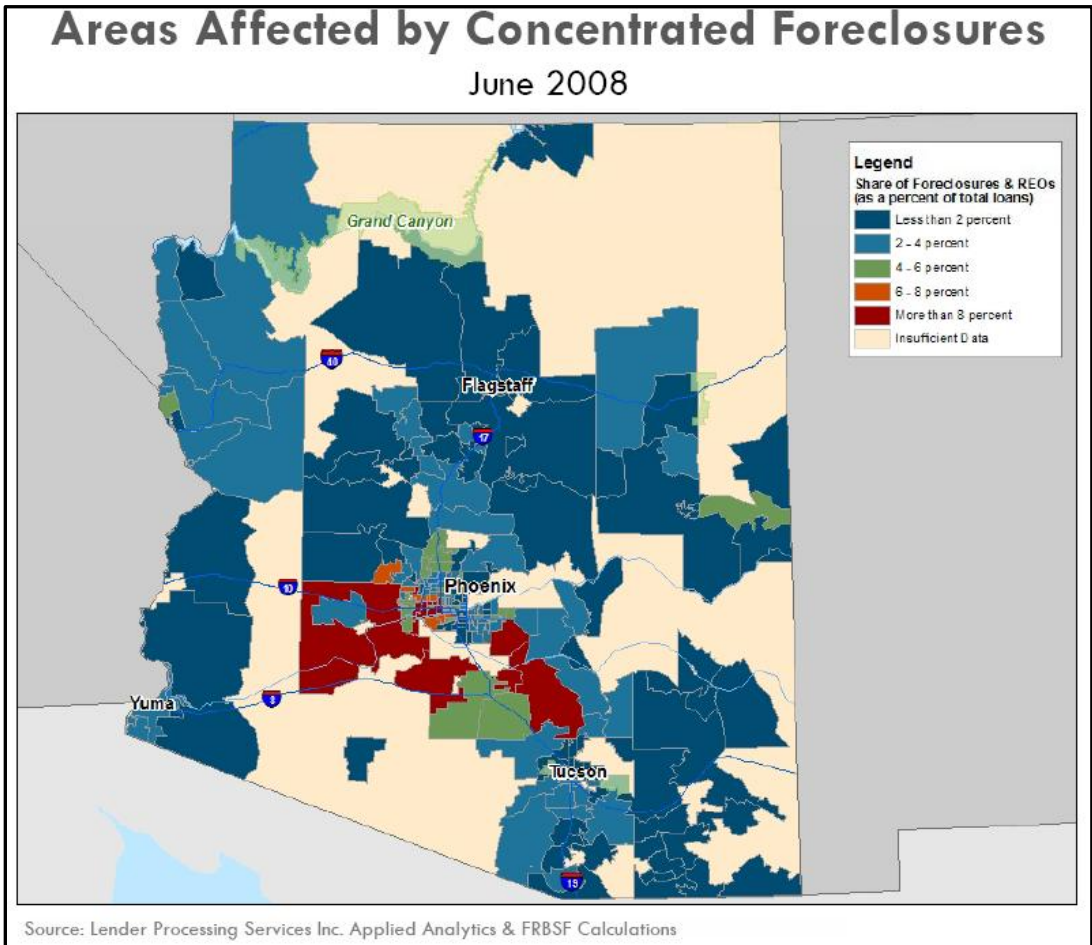 Areas Affected by Concentrated Foreclosures
June 2008
Legend
Share of Foreclosures & REOs
(as a percent of total loans)
Less than 2 percent
2 - 4 percent
4 - 6 percent
6 - 8 percent
More than 8 percent
Insufficient Data
Grand Canyon
40
Flagstaff
17
10
Phoenix
Yuma
8
Tucson
19
Source: Lender Processing Services Inc. Applied Analytics & FRBSF Calculations